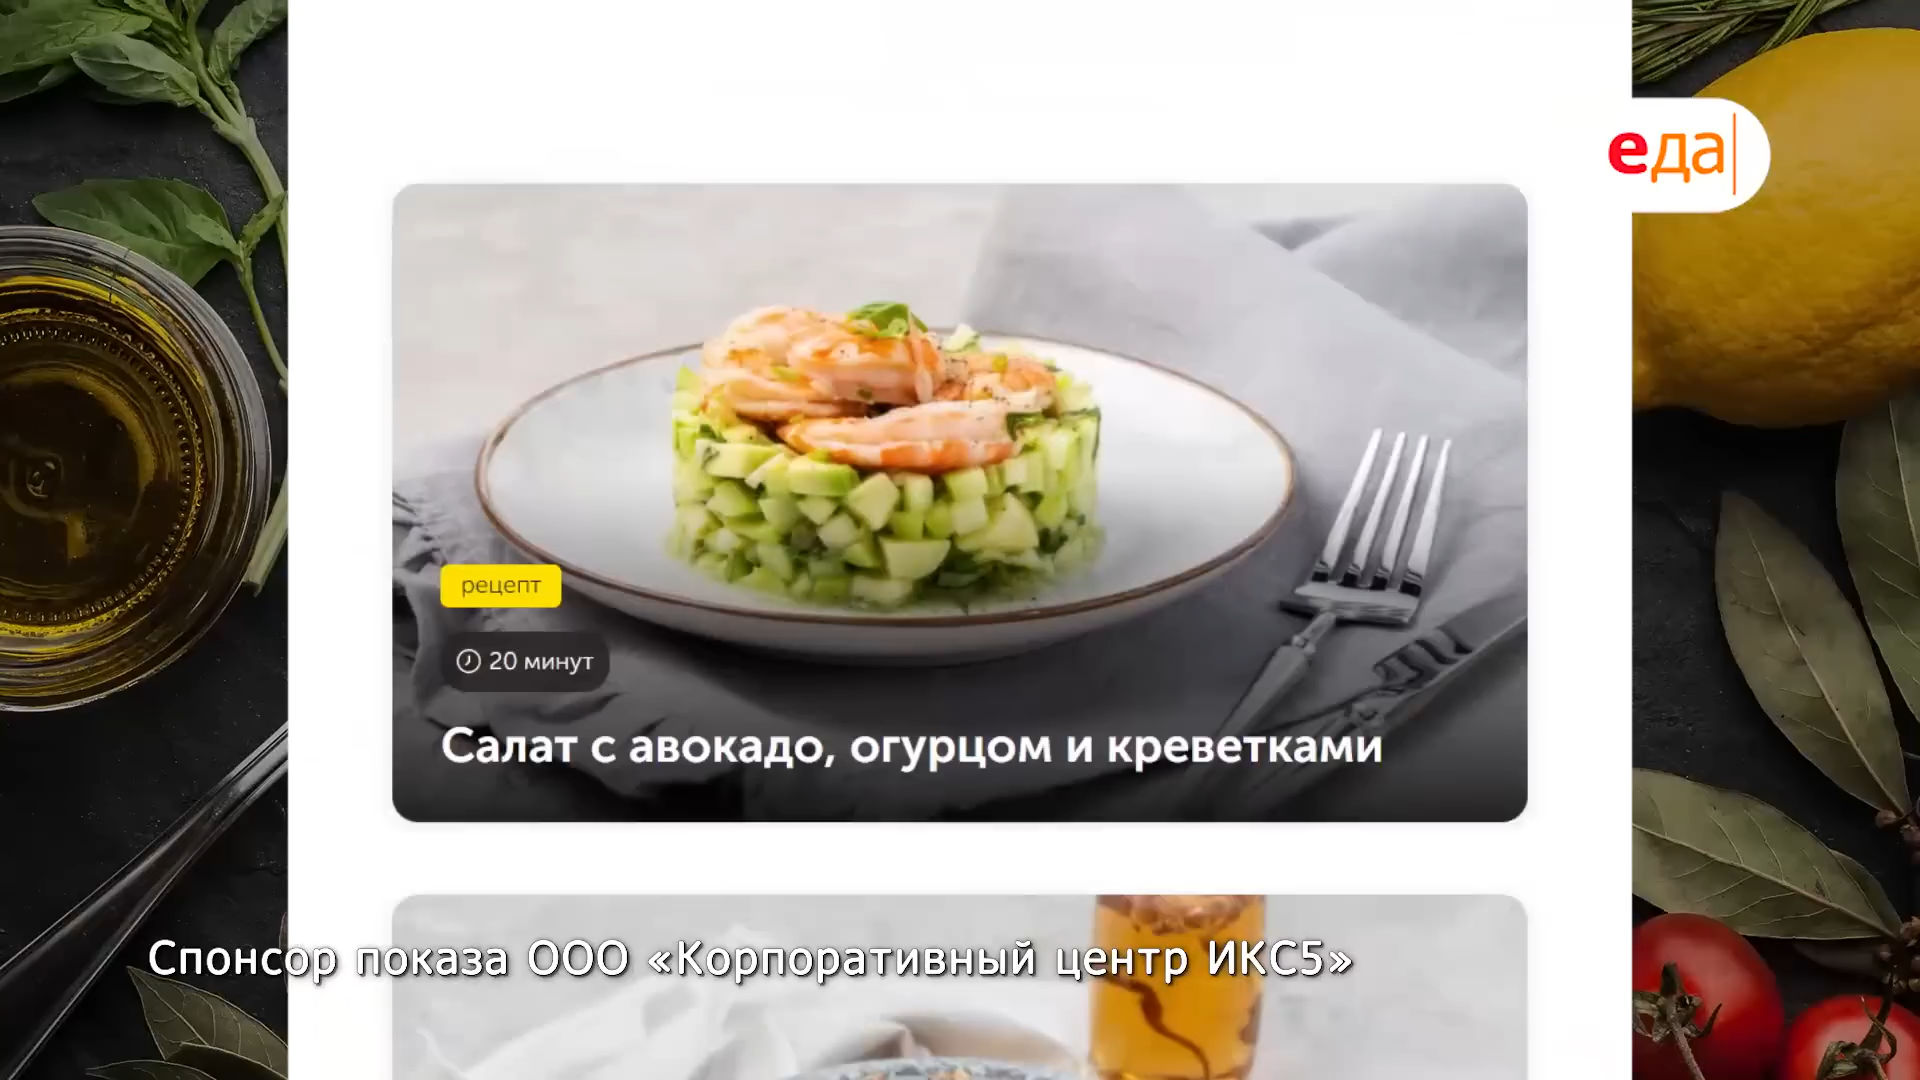 еда
рецепт
20 минут
Салат с авокадо, огурцом и креветками
Спонсор показа ООО «Корпоративный центр ИКС5»